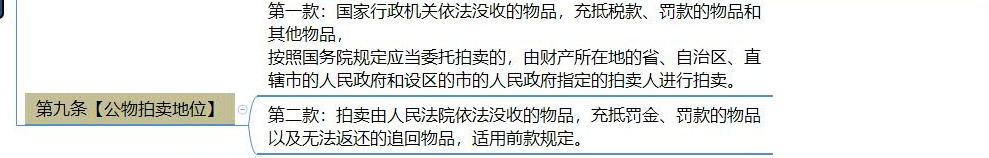 第一款：国家行政机关依法没收的物品，充抵税款、罚款的物品和
其他物品，
按照国务院规定应当委托拍卖的，由财产所在地的省、自治区、直
辖市的人民政府和设区的市的人民政府指定的拍卖人进行拍卖。
第九条【公物拍卖地位】
第二款：拍卖由人民法院依法没收的物品，充抵罚金、罚款的物品
以及无法返还的追回物品，适用前款规定。